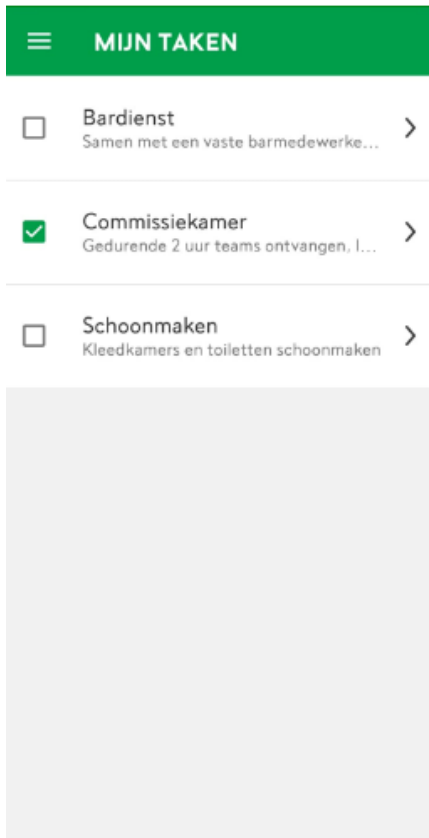 MIJN TAKEN
Bardienst
Samen met een vaste barmedewerke...
Commissiekamer
Gedurende 2 uur teams ontvangen, l...
Schoonmaken
Kleedkamers en toiletten schoonmaken